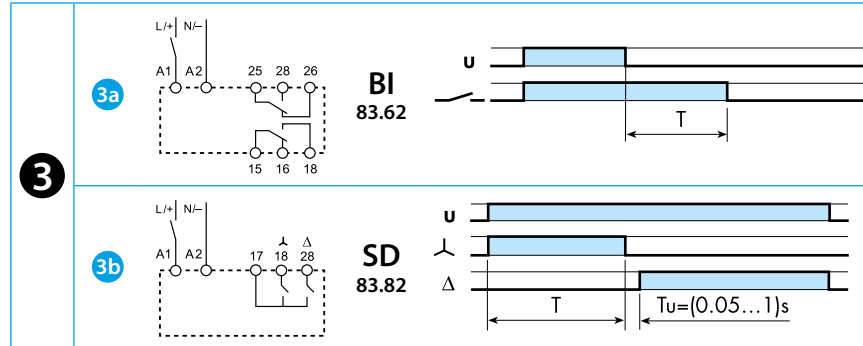 3
3a
L/+ N/–
A1 A2 25 28 26
15 16 18
BI
83.62
U
T
3b
L/+ N/–
A1 A2 17 18 28
⅄ Δ
SD
83.82
U
⅄
Δ
T Tu=(0.05...1)s